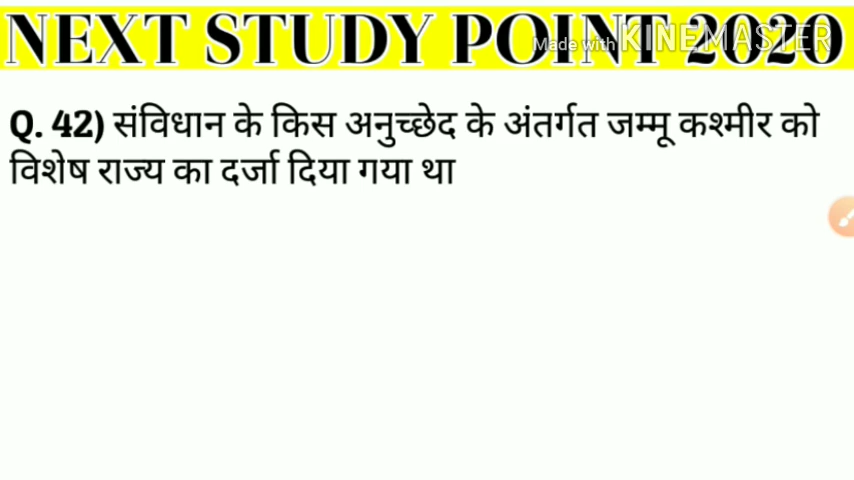 NEXT STUDY POINT 2020
Made with KINEMASTER
Q. 42) संविधान के किस अनुच्छेद के अंतर्गत जम्मू कश्मीर को
विशेष राज्य का दर्जा दिया गया था